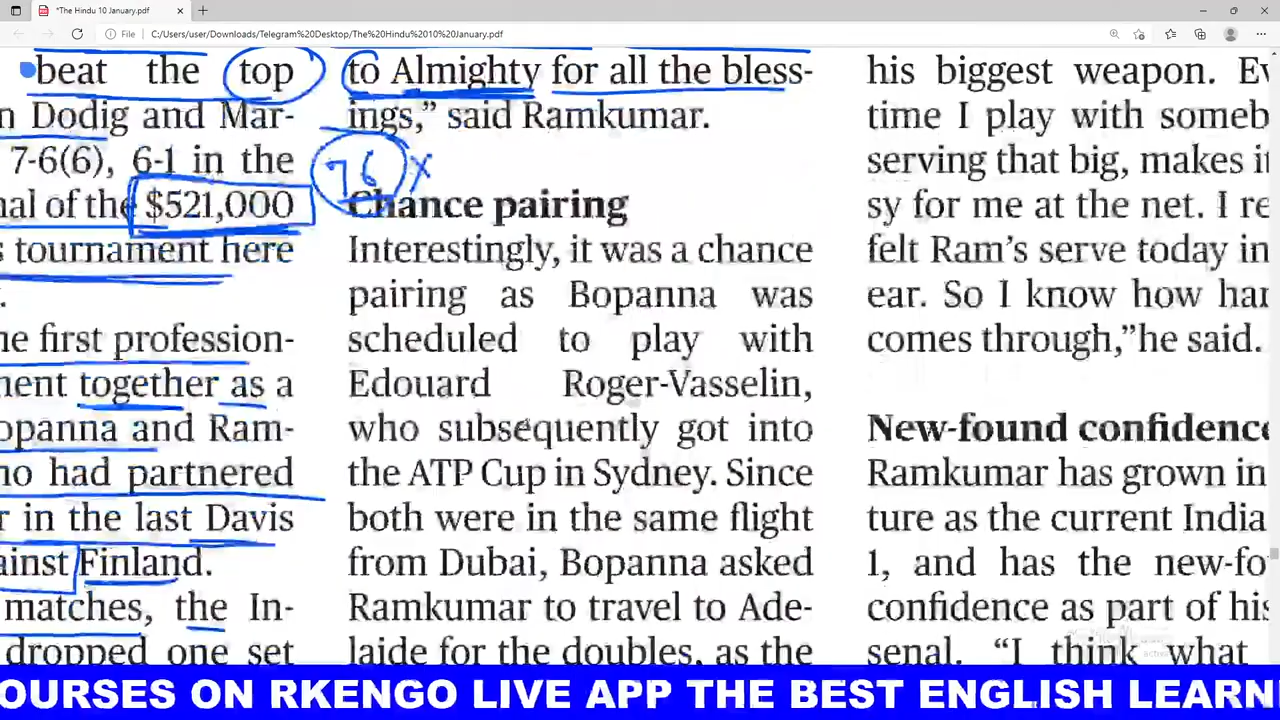 *The Hindu 10 January.pdf
File C:/Users/user/Downloads/Telegram%20Desktop/The%20Hindu%2010%20January.pdf
beat the top
n Dodig and Mar-
7-6(6), 6-1 in the
nal of the $521,000
s tournament here
.
he first profession-
ment together as a
opanna and Ram-
ho had partnered
r in the last Davis
ainst Finland.
matches, the In-
dropped one set
to Almighty for all the bless-
ings,” said Ramkumar.
76 x
Chance pairing
Interestingly, it was a chance
pairing as Bopanna was
scheduled to play with
Edouard Roger-Vasselin,
who subsequently got into
the ATP Cup in Sydney. Since
both were in the same flight
from Dubai, Bopanna asked
Ramkumar to travel to Ade-
laide for the doubles, as the
his biggest weapon. Ev
time I play with someb
serving that big, makes it
sy for me at the net. I re
felt Ram’s serve today in
ear. So I know how har
comes through,”he said.
New-found confidence
Ramkumar has grown in
ture as the current India
1, and has the new-fo
confidence as part of his
senal. “I think what
OURSES ON RKENGO LIVE APP THE BEST ENGLISH LEARNI